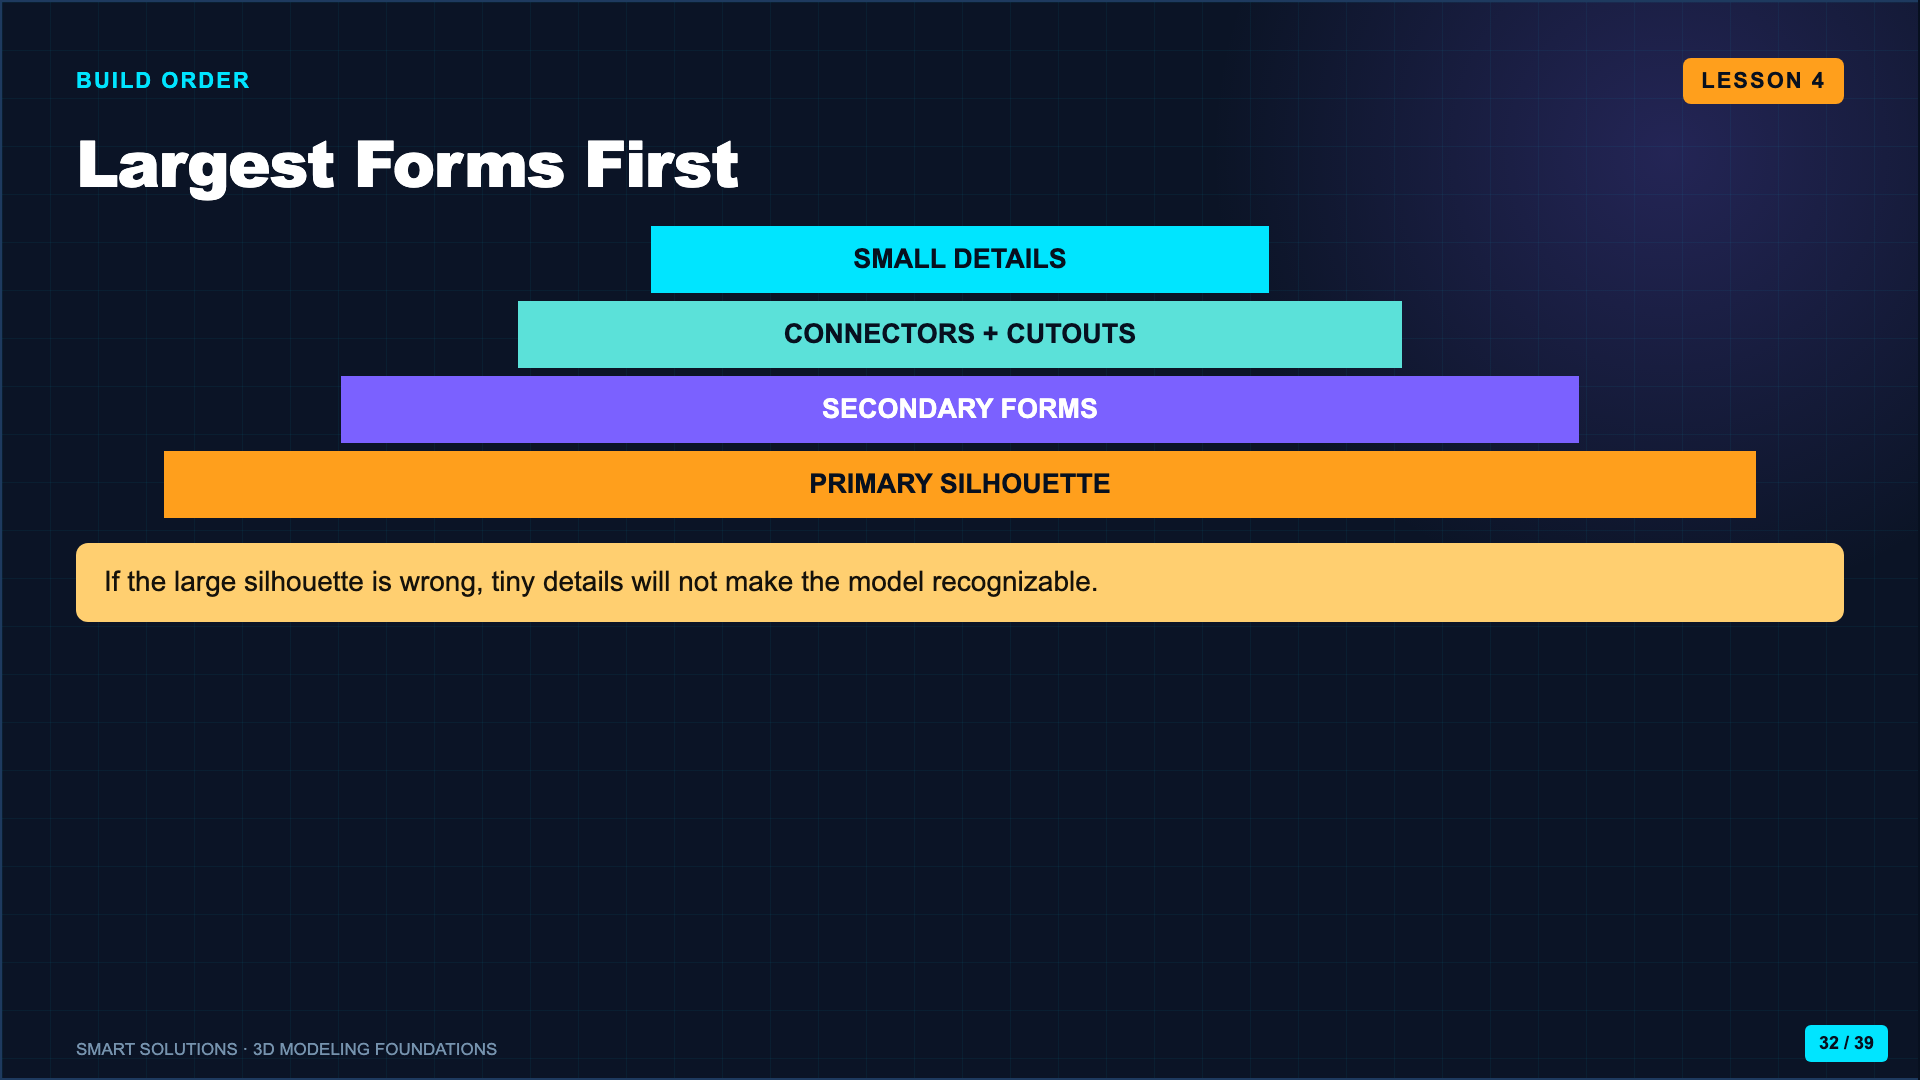 BUILD ORDER
LESSON 4
Largest Forms First
SMALL DETAILS
CONNECTORS + CUTOUTS
SECONDARY FORMS
PRIMARY SILHOUETTE
If the large silhouette is wrong, tiny details will not make the model recognizable.
SMART SOLUTIONS · 3D MODELING FOUNDATIONS
32 / 39